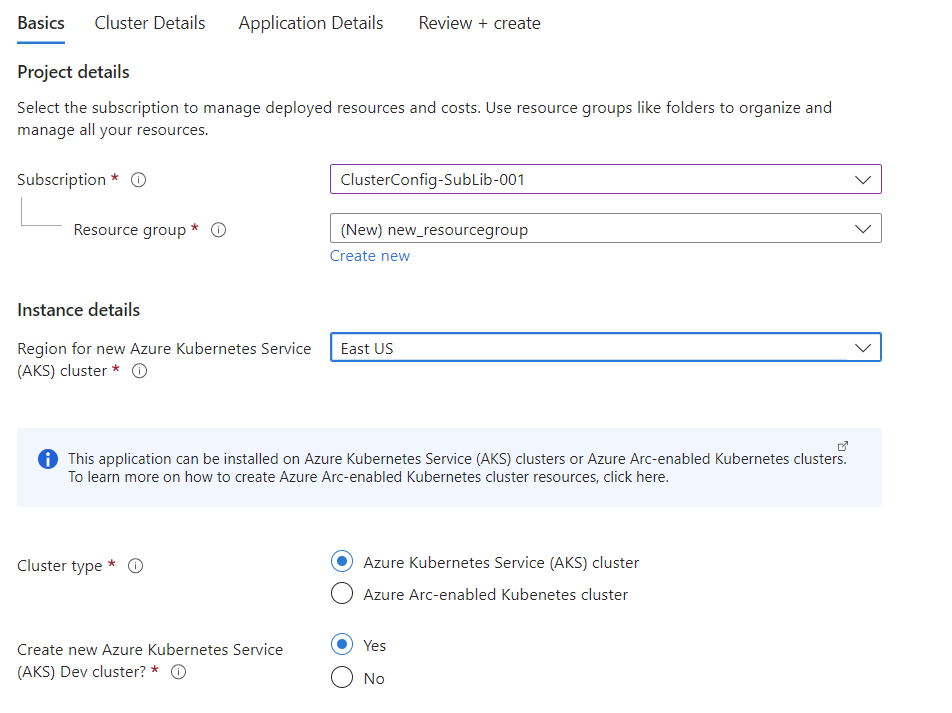 Basics Cluster Details Application Details Review + create
Project details
Select the subscription to manage deployed resources and costs. Use resource groups like folders to organize and
manage all your resources.
Subscription * ClusterConfig-SubLib-001
Resource group * (New) new_resourcegroup
Create new
Instance details
Region for new Azure Kubernetes Service East US
(AKS) cluster *
This application can be installed on Azure Kubernetes Service (AKS) clusters or Azure Arc-enabled Kubernetes clusters.
To learn more on how to create Azure Arc-enabled Kubernetes cluster resources, click here.
Cluster type * Azure Kubernetes Service (AKS) cluster
Azure Arc-enabled Kubenetes cluster
Create new Azure Kubernetes Service Yes
(AKS) Dev cluster? * No